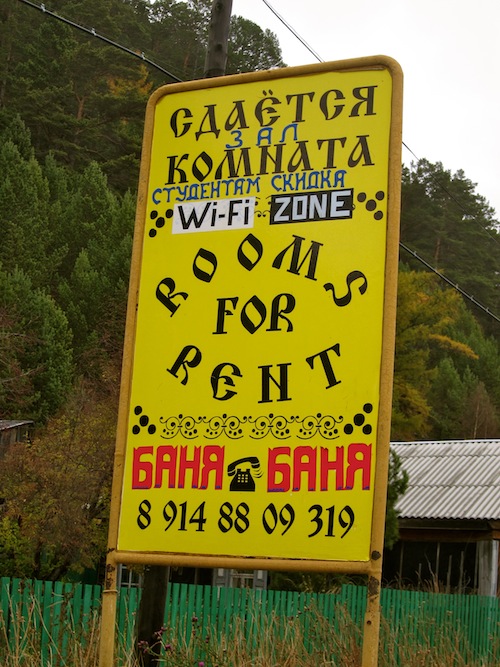 СДАЁТСЯ
ЗАЛ
КОМНАТА
СТУДЕНТАМ СКИДКА
Wi-Fi ZONE
ROOMS
FOR
RENT
БАНЯ БАНЯ
8 914 88 09 319